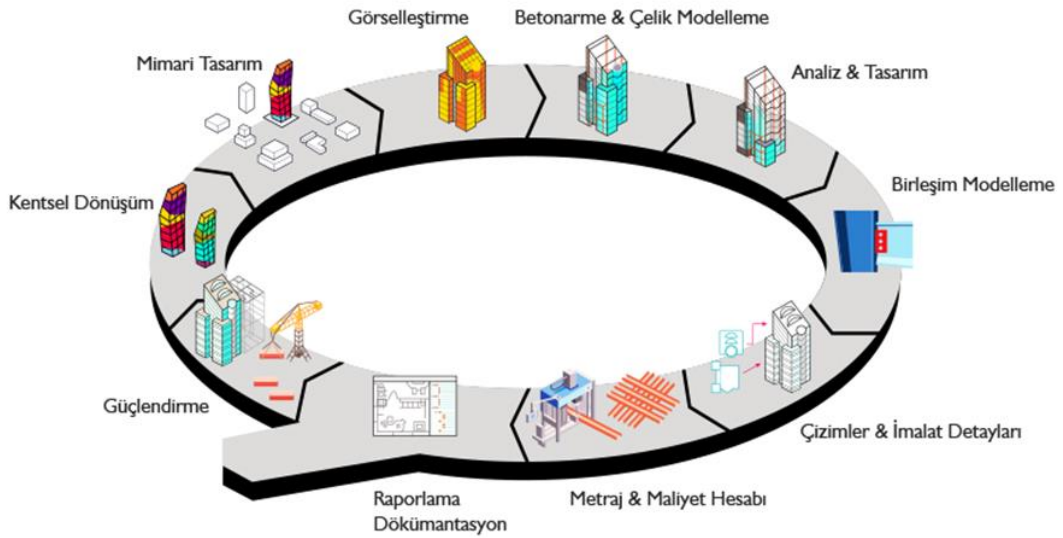 Görselleştirme
Betonarme & Çelik Modelleme
Mimari Tasarım
Analiz & Tasarım
Kentsel Dönüşüm
Birleşim Modelleme
Güçlendirme
Çizimler & İmalat Detayları
Raporlama
Dökümantasyon
Metraj & Maliyet Hesabı